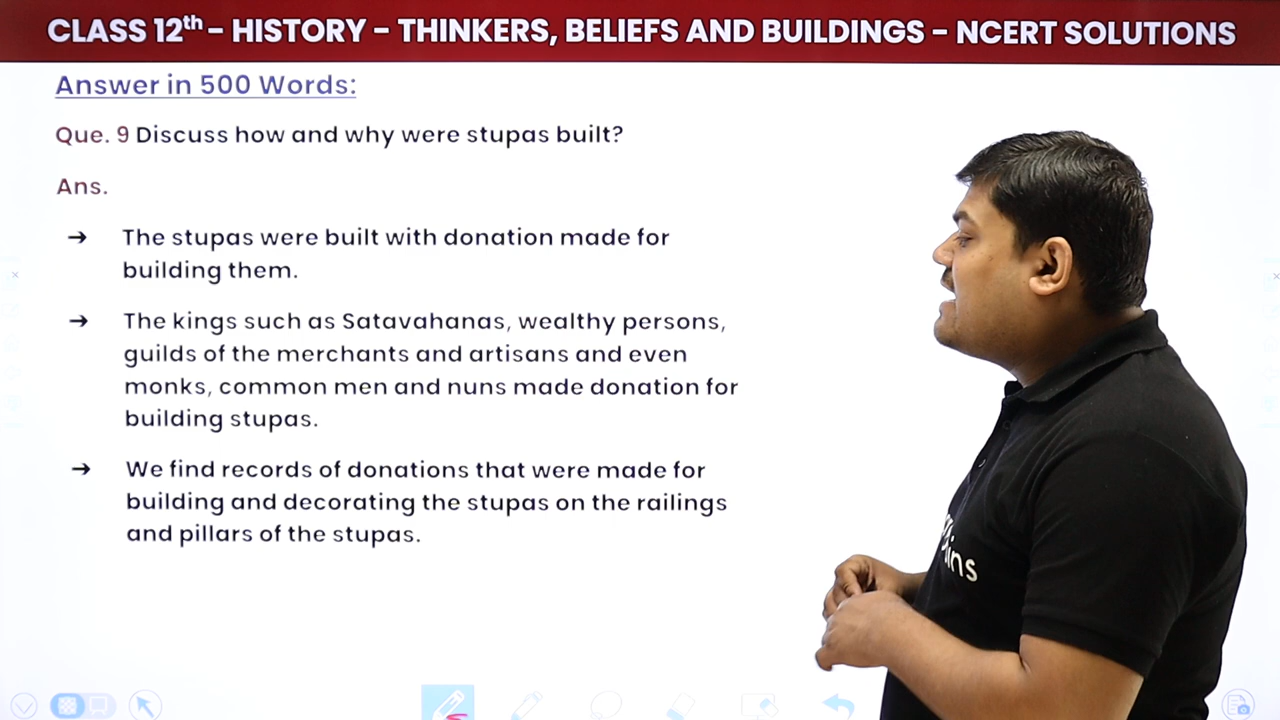 CLASS 12th – HISTORY – THINKERS, BELIEFS AND BUILDINGS – NCERT SOLUTIONS
Answer in 500 Words:
Que. 9 Discuss how and why were stupas built?
Ans.
➔ The stupas were built with donation made for
building them.
➔ The kings such as Satavahanas, wealthy persons,
guilds of the merchants and artisans and even
monks, common men and nuns made donation for
building stupas.
➔ We find records of donations that were made for
building and decorating the stupas on the railings
and pillars of the stupas.